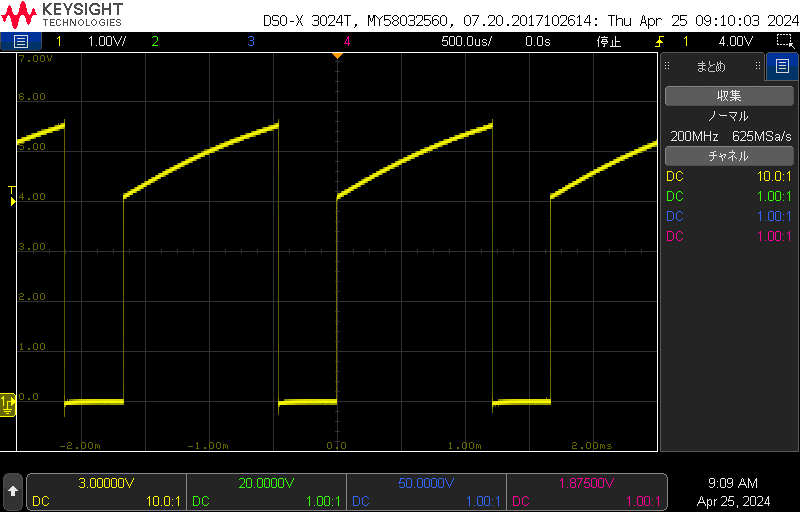 KEYSIGHT
TECHNOLOGIES
DSO-X 3024T, MY58032560, 07.20.2017102614: Thu Apr 25 09:10:03 2024
1 1.00V/ 2 3 4 500.0us/ 0.0s 停止 1 4.00V
7.00V
6.00
5.00
4.00
3.00
2.00
1.00
0.0
T
1
-2.00m -1.00m 0.0 1.00m 2.00ms
まとめ
収集
ノーマル
200MHz 625MSa/s
チャネル
DC 10.0:1
DC 1.00:1
DC 1.00:1
DC 1.00:1
3.00000V 20.0000V 50.0000V 1.87500V
DC 10.0:1 DC 1.00:1 DC 1.00:1 DC 1.00:1
9:09 AM
Apr 25, 2024